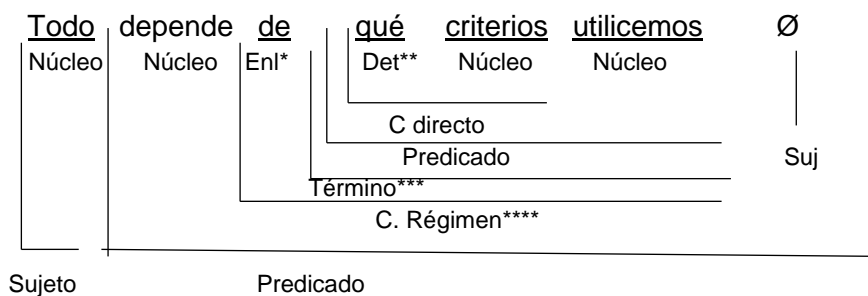 Todo depende de qué criterios utilicemos Ø
Núcleo Núcleo Enl* Det** Núcleo Núcleo
C directo
Predicado Suj
Término***
C. Régimen****
Sujeto Predicado